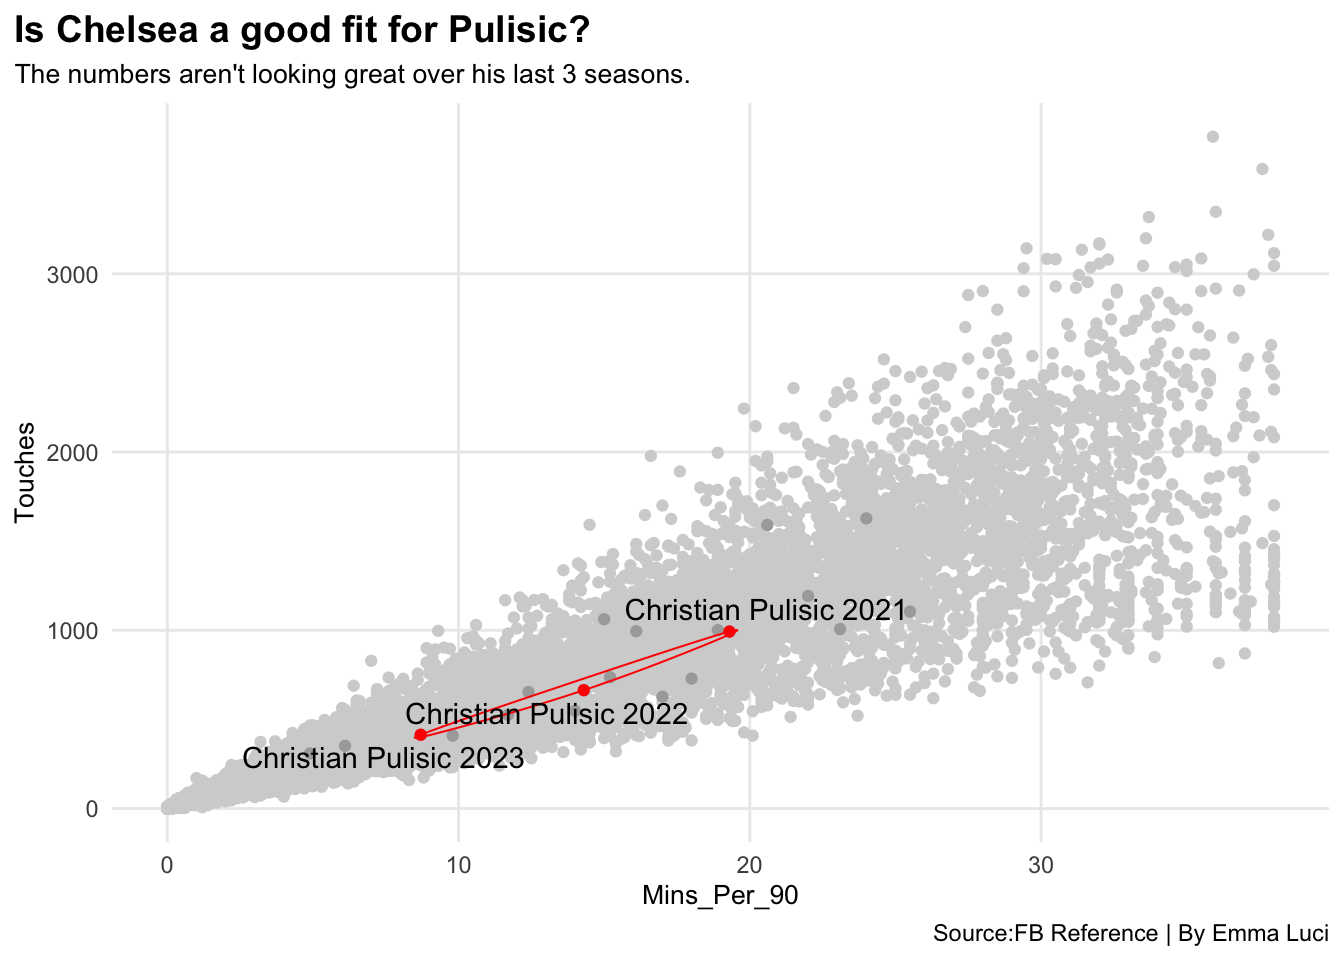 Is Chelsea a good fit for Pulisic?
The numbers aren't looking great over his last 3 seasons.
Touches
3000
2000
1000
0
Christian Pulisic 2021
Christian Pulisic 2022
Christian Pulisic 2023
0
10
20
30
Mins_Per_90
Source:FB Reference | By Emma Luci